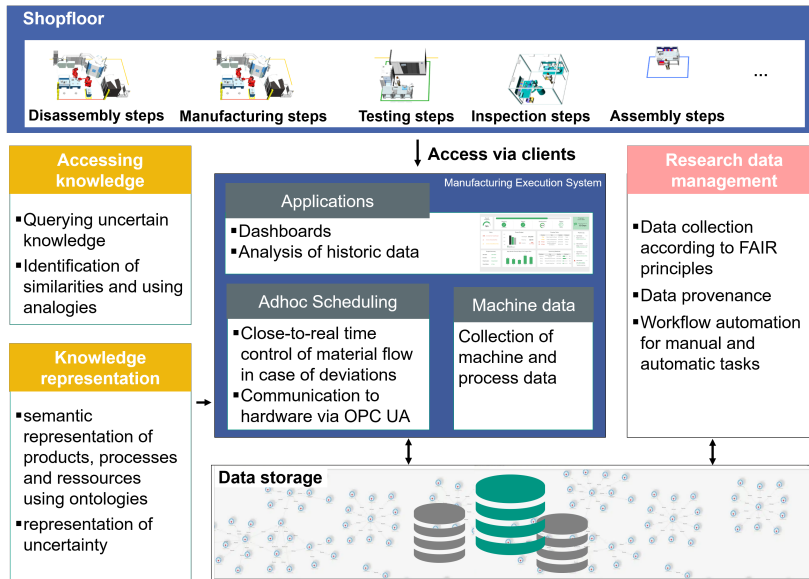 Shopfloor
Disassembly steps
Manufacturing steps
Testing steps
Inspection steps
Assembly steps
...
Access via clients
Accessing
knowledge
▪Querying uncertain
knowledge
▪Identification of
similarities and using
analogies
Knowledge
representation
▪semantic
representation of
products, processes
and ressources
using ontologies
▪representation of
uncertainty
Manufacturing Execution System
Applications
▪Dashboards
▪Analysis of historic data
Adhoc Scheduling
▪Close-to-real time
control of material flow
in case of deviations
▪Communication to
hardware via OPC UA
Machine data
Collection of
machine and
process data
Research data
management
▪Data collection
according to FAIR
principles
▪Data provenance
▪Workflow automation
for manual and
automatic tasks
Data storage